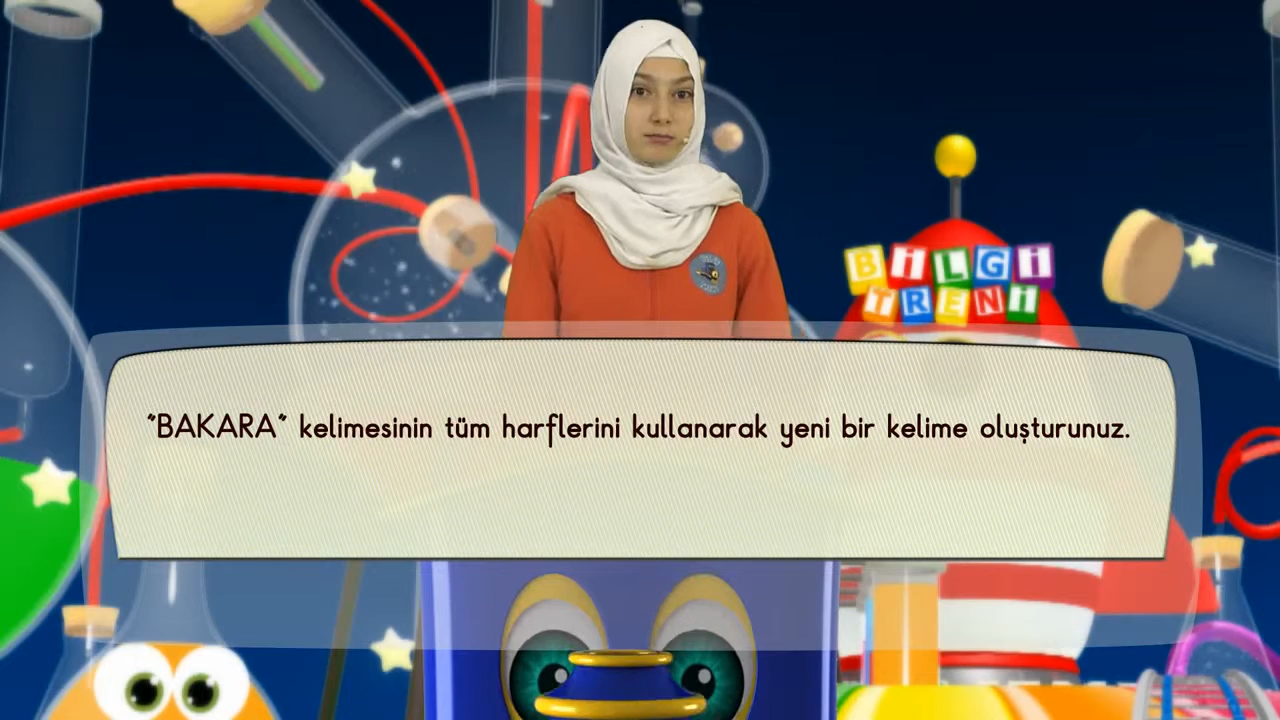 BİLGİ
TRENİ
“BAKARA” kelimesinin tüm harflerini kullanarak yeni bir kelime oluşturunuz.